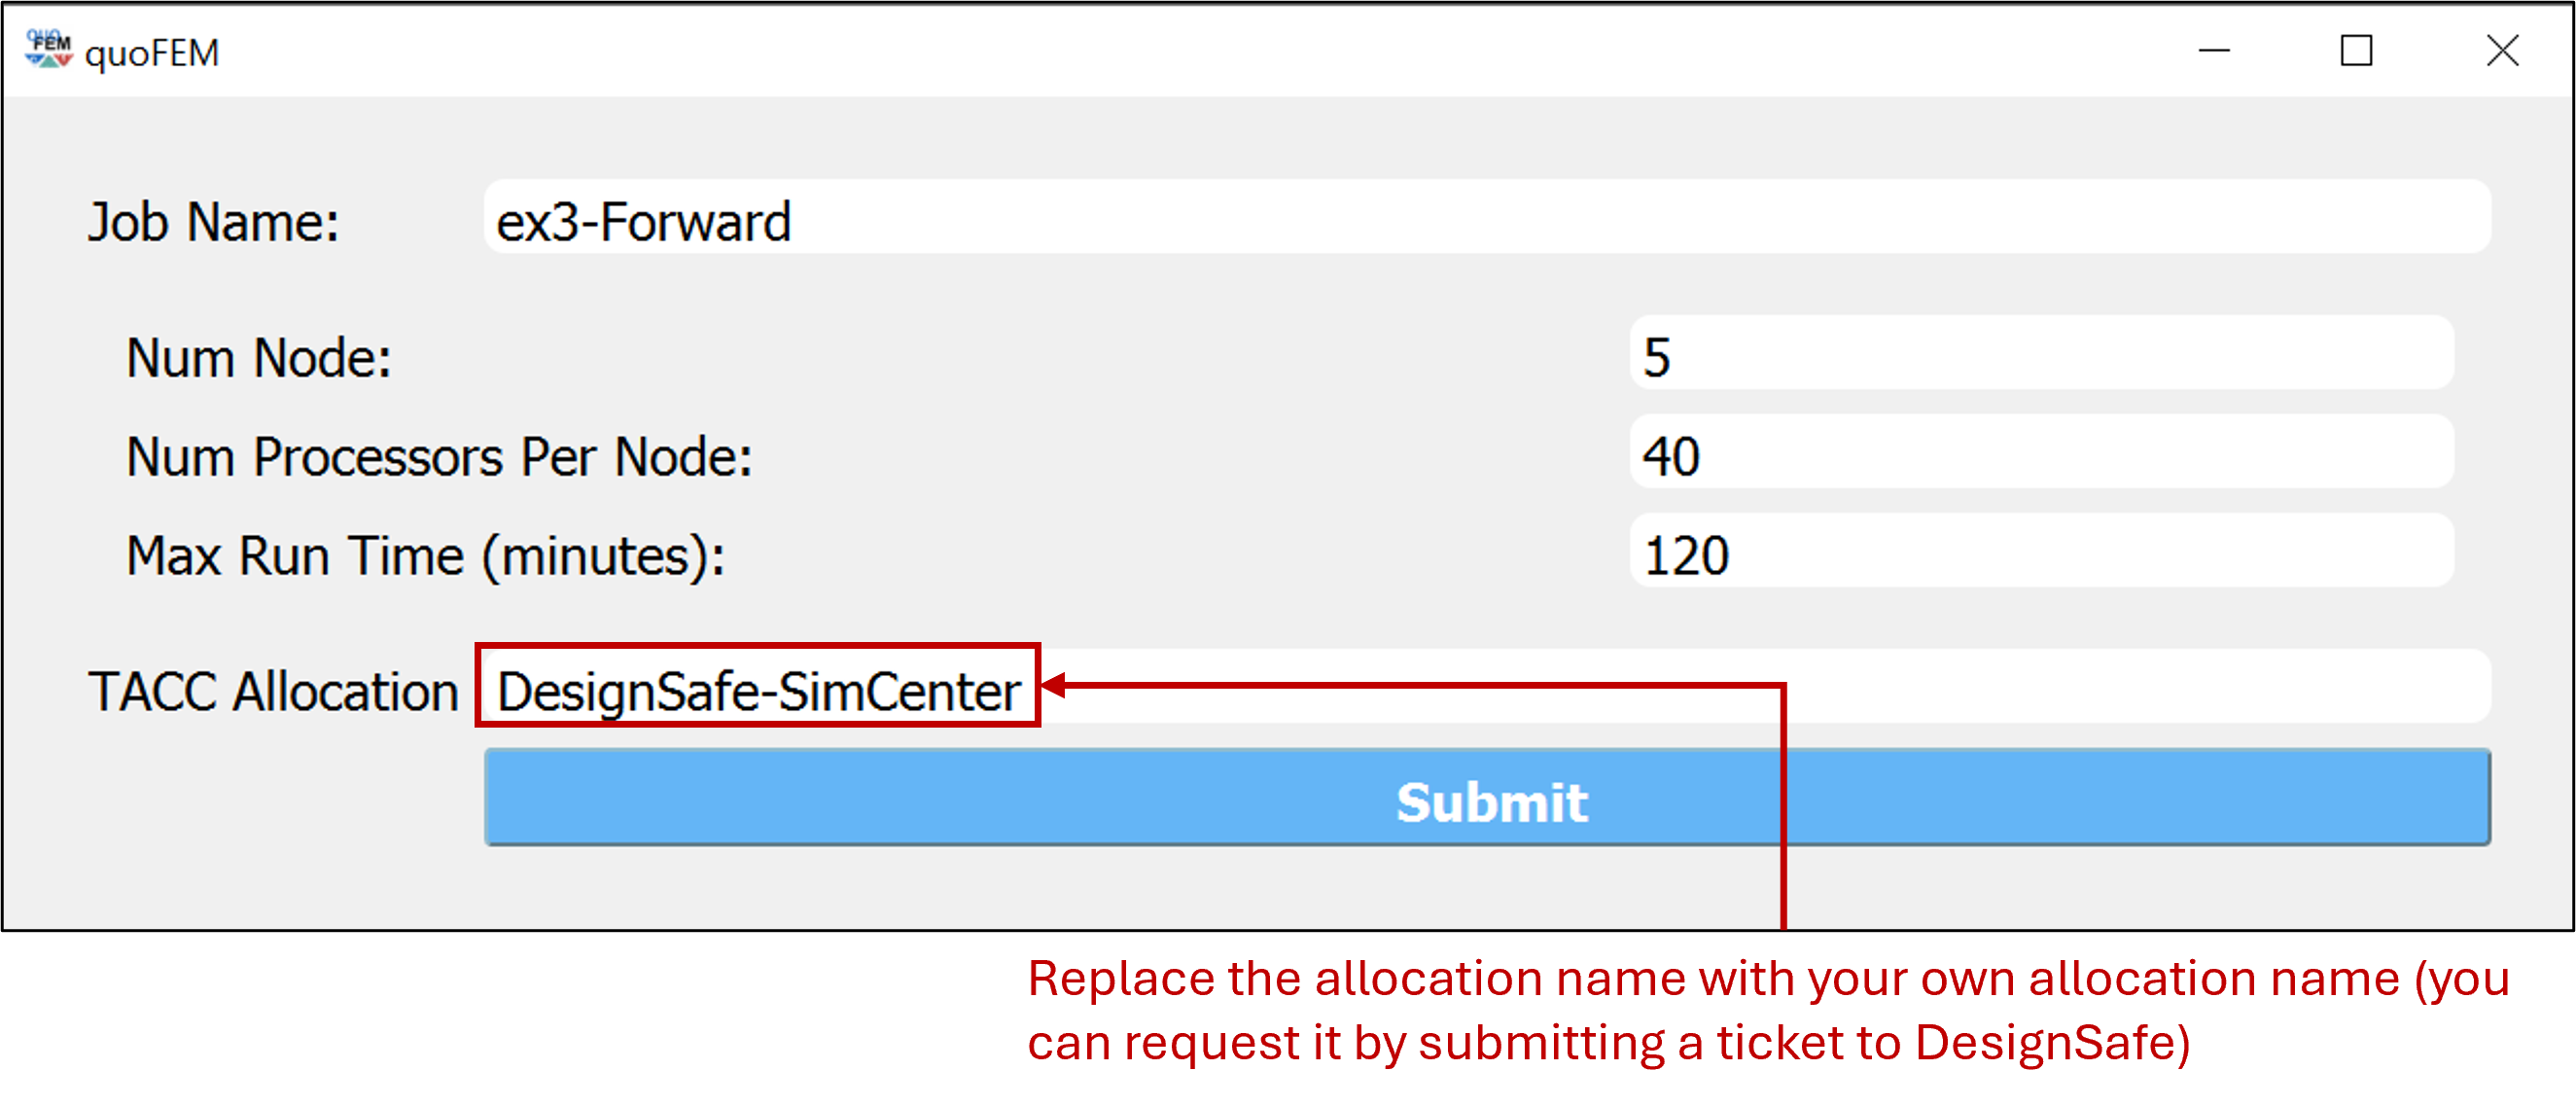 quo
FEM
quoFEM
Job Name: ex3-Forward
Num Node: 5
Num Processors Per Node: 40
Max Run Time (minutes): 120
TACC Allocation DesignSafe-SimCenter
Submit
Replace the allocation name with your own allocation name (you
can request it by submitting a ticket to DesignSafe)